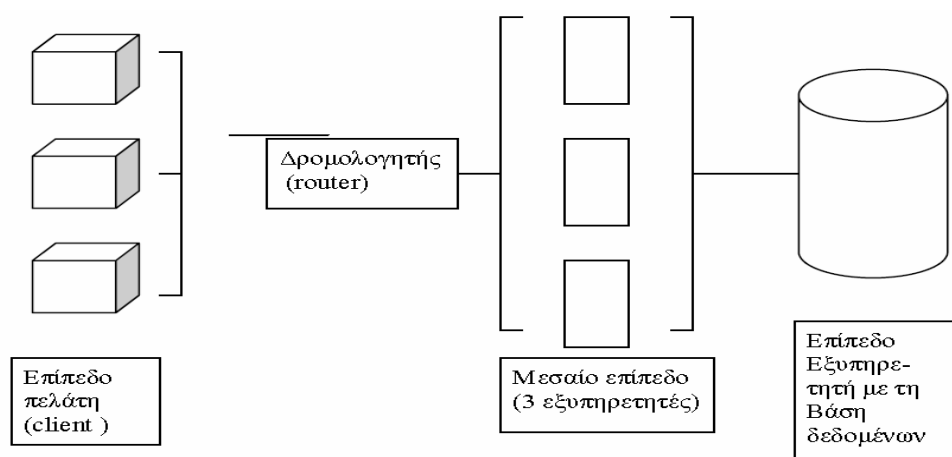 Δρομολογητής
(router)
Επίπεδο
πελάτη
(client )
Μεσαίο επίπεδο
(3 εξυπηρετητές)
Επίπεδο
Εξυπηρε-
τητή με τη
Βάση
δεδομένων